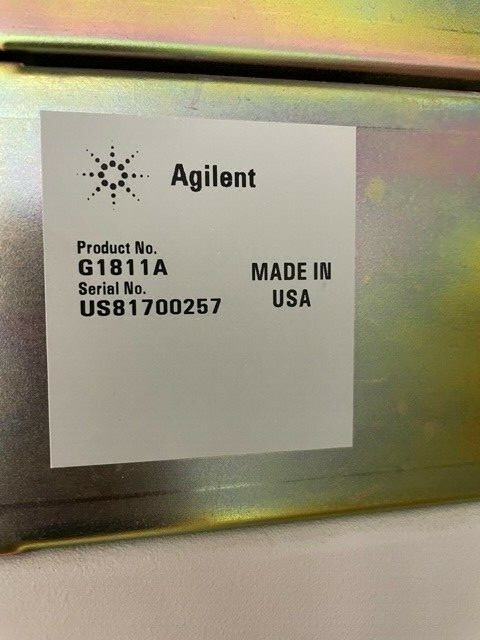 Agilent
Product No.
G1811A
Serial No.
US81700257
MADE IN
USA